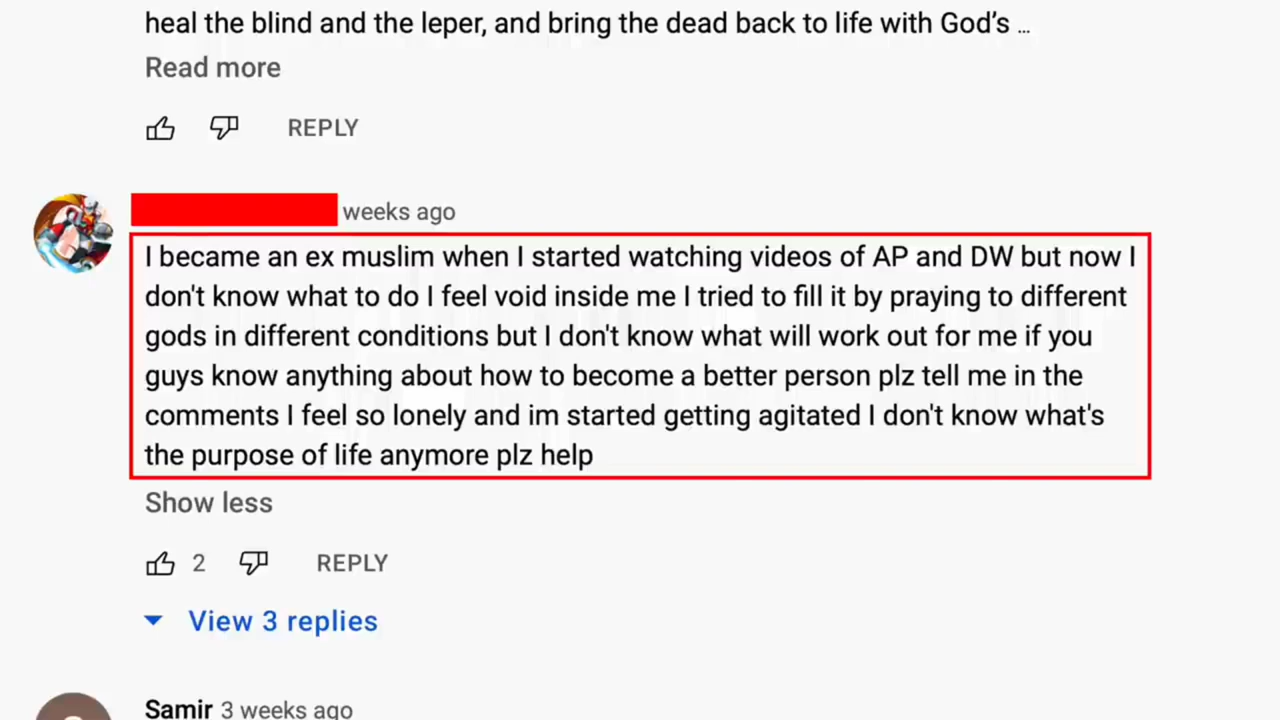 heal the blind and the leper, and bring the dead back to life with God’s ...
Read more
REPLY
weeks ago
I became an ex muslim when I started watching videos of AP and DW but now I
don't know what to do I feel void inside me I tried to fill it by praying to different
gods in different conditions but I don't know what will work out for me if you
guys know anything about how to become a better person plz tell me in the
comments I feel so lonely and im started getting agitated I don't know what's
the purpose of life anymore plz help
Show less
2 REPLY
View 3 replies
Samir 3 weeks ago